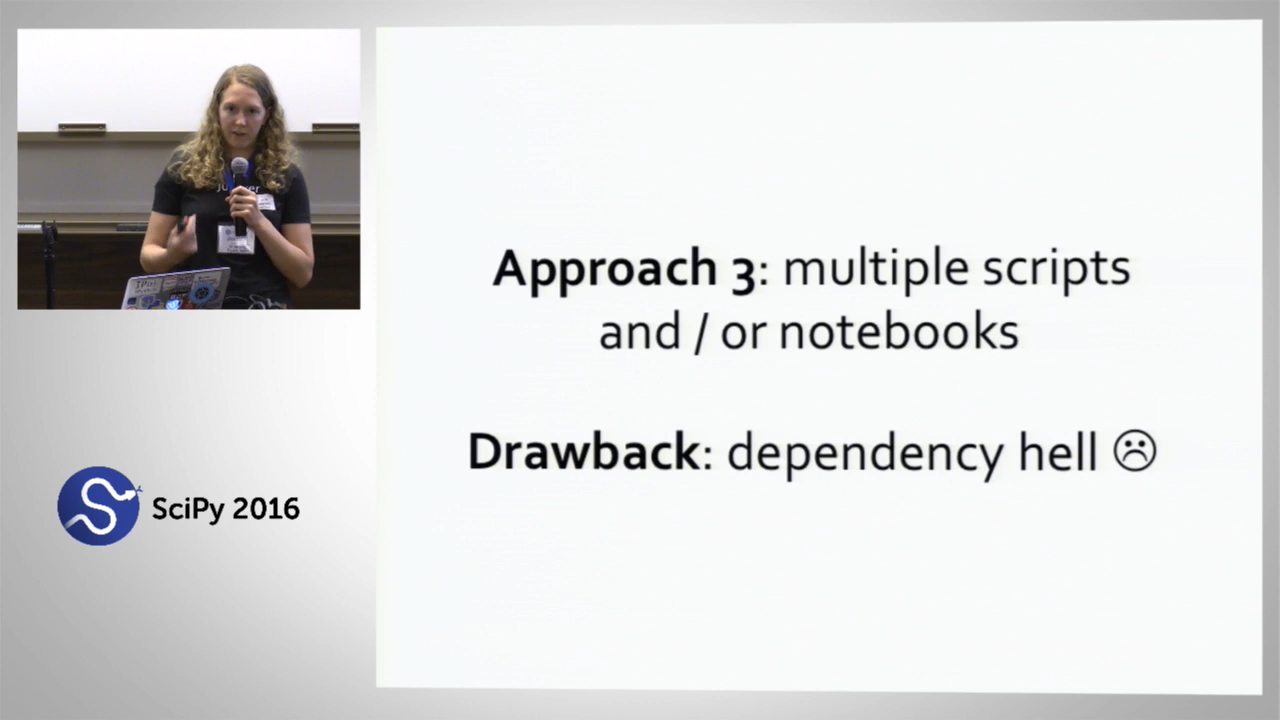 Approach 3: multiple scripts
and / or notebooks
Drawback: dependency hell ☹
SciPy 2016